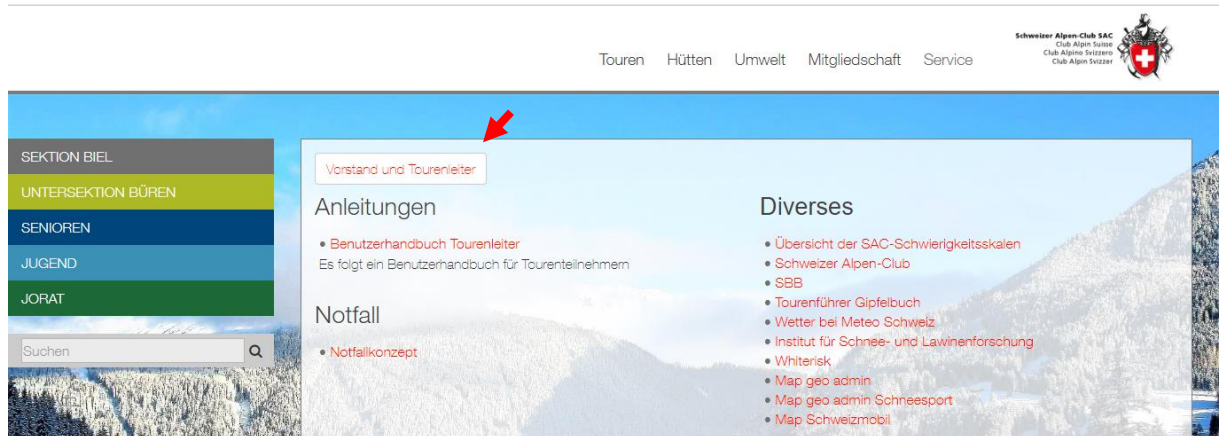 Touren Hütten Umwelt Mitgliedschaft Service
Schweizer Alpen-Club SAC
Club Alpin Suisse
Club Alpino Svizzero
Club Alpin Svizzer
SEKTION BIEL
UNTERSEKTION BÜREN
SENIOREN
JUGEND
JORAT
Suchen
Vorstand und Tourenleiter
Anleitungen
• Benutzerhandbuch Tourenleiter
Es folgt ein Benutzerhandbuch für Tourenteilnehmern
Notfall
• Notfallkonzept
Diverses
• Übersicht der SAC-Schwierigkeitsskalen
• Schweizer Alpen-Club
• SBB
• Tourenführer Gipfelbuch
• Wetter bei Meteo Schweiz
• Institut für Schnee- und Lawinenforschung
• Whiterisk
• Map geo admin
• Map geo admin Schneesport
• Map Schweizmobil